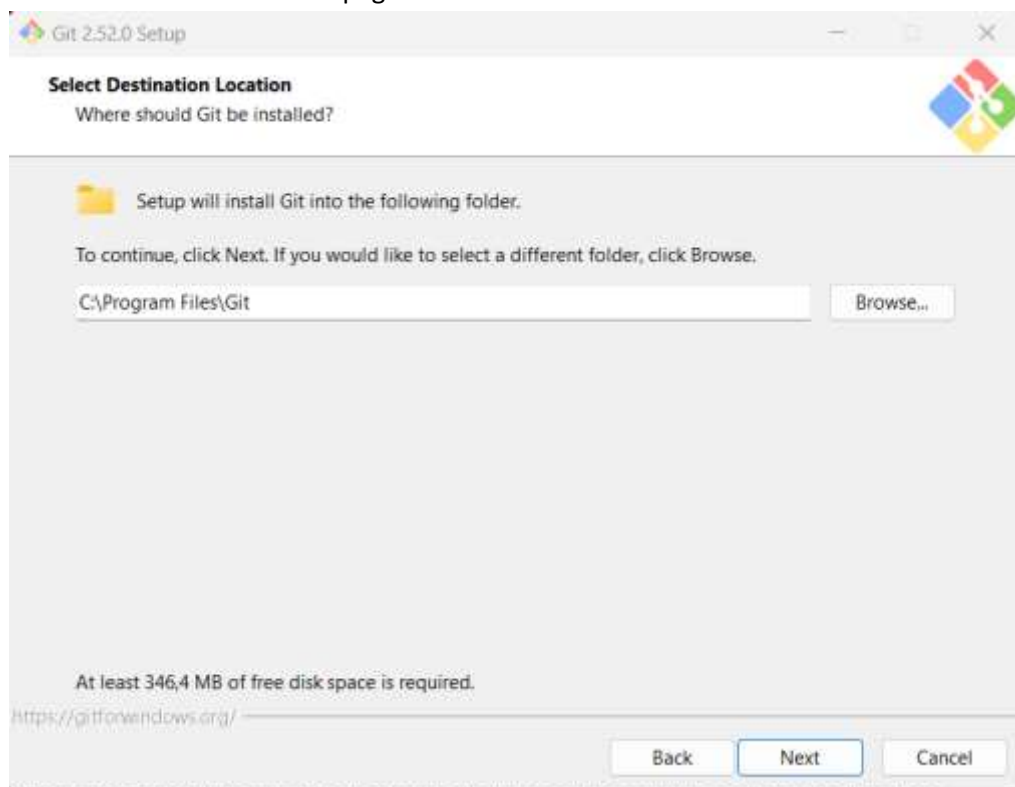 Git 2.52.0 Setup
Select Destination Location
Where should Git be installed?
Setup will install Git into the following folder.
To continue, click Next. If you would like to select a different folder, click Browse.
C:\Program Files\Git
Browse...
At least 346,4 MB of free disk space is required.
https://gitforwindows.org/
Back Next Cancel